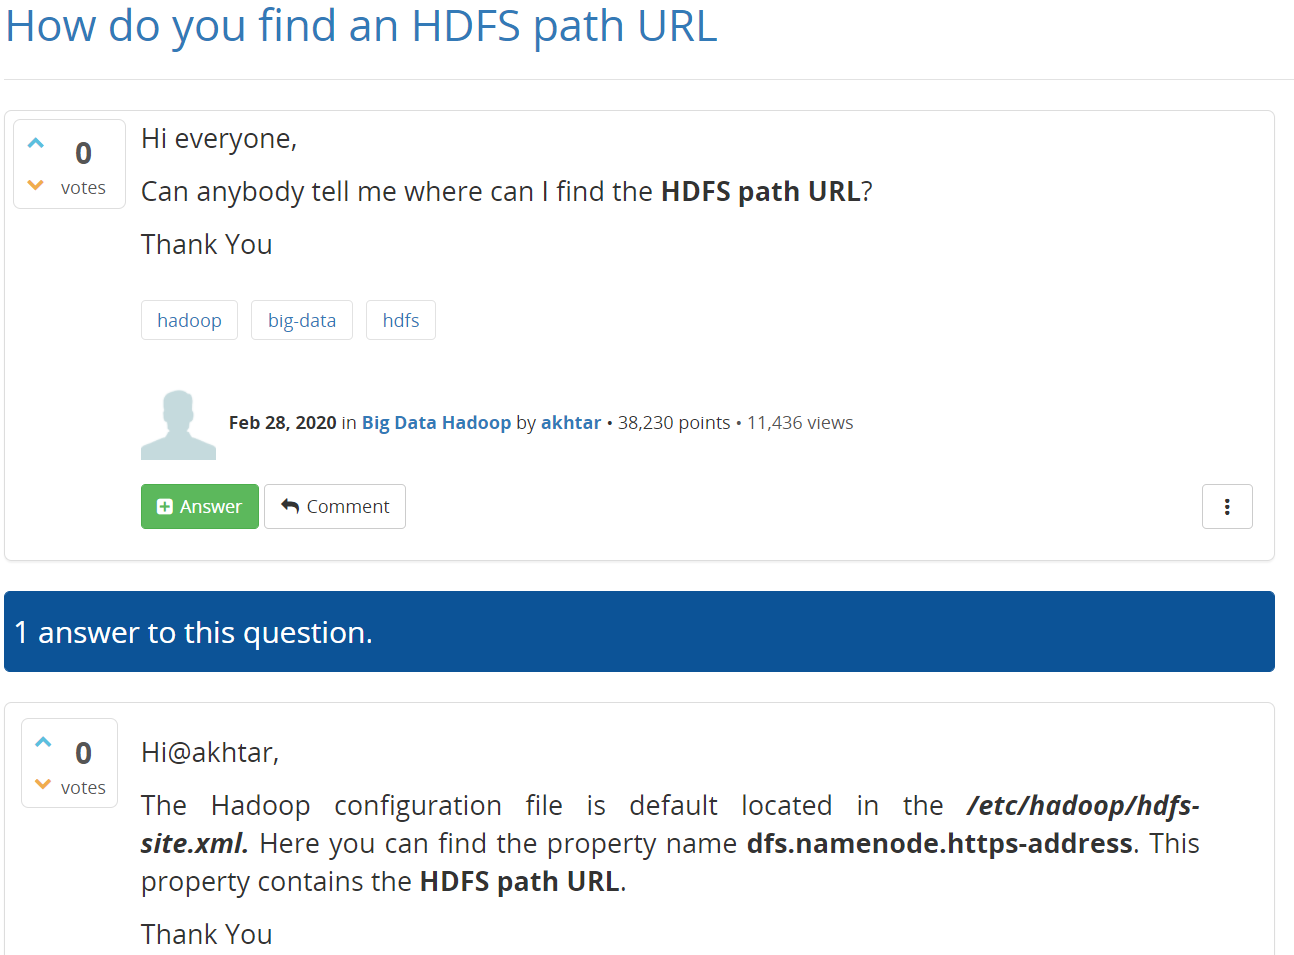 How do you find an HDFS path URL
0
votes
Hi everyone,
Can anybody tell me where can I find the HDFS path URL?
Thank You
hadoop
big-data
hdfs
Feb 28, 2020 in Big Data Hadoop by akhtar • 38,230 points • 11,436 views
Answer
Comment
1 answer to this question.
0
votes
Hi@akhtar,
The Hadoop configuration file is default located in the /etc/hadoop/hdfs-
site.xml. Here you can find the property name dfs.namenode.https-address. This
property contains the HDFS path URL.
Thank You